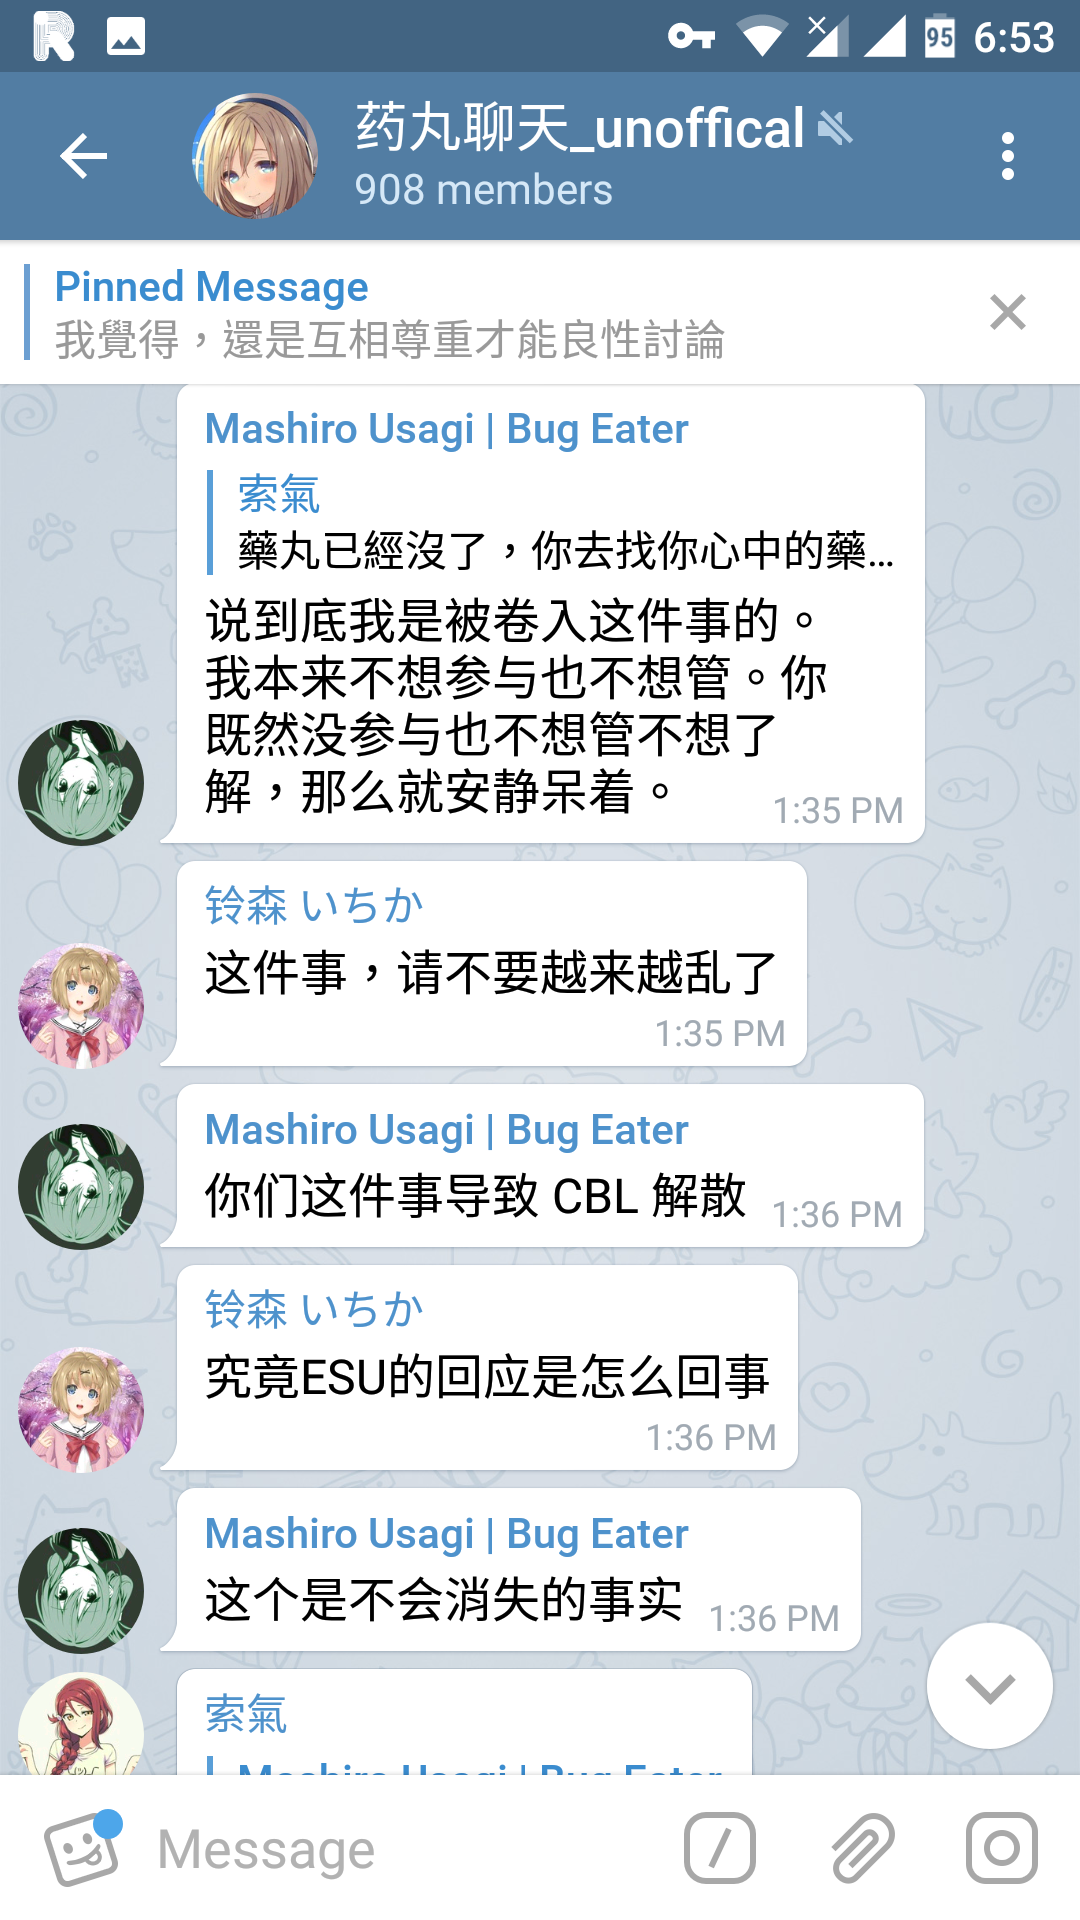 95 6:53
药丸聊天_unoffical
908 members
Pinned Message
我覺得，還是互相尊重才能良性討論
Mashiro Usagi | Bug Eater
索氣
藥丸已經沒了，你去找你心中的藥...
说到底我是被卷入这件事的。
我本来不想参与也不想管。你
既然没参与也不想管不想了
解，那么就安静呆着。
1:35 PM
铃森 いちか
这件事，请不要越来越乱了
1:35 PM
Mashiro Usagi | Bug Eater
你们这件事导致 CBL 解散 1:36 PM
铃森 いちか
究竟ESU的回应是怎么回事
1:36 PM
Mashiro Usagi | Bug Eater
这个是不会消失的事实 1:36 PM
索氣
Mashiro Usagi | Bug Eater
Message